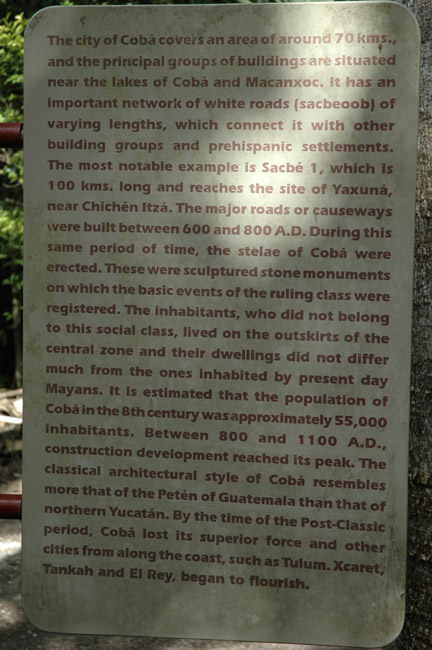 The city of Cobá covers an area of around 70 kms.,
and the principal groups of buildings are situated
near the lakes of Cobá and Macanxoc. It has an
important network of white roads (sacbeoob) of
varying lengths, which connect it with other
building groups and prehispanic settlements.
The most notable example is Sacbé 1, which is
100 kms. long and reaches the site of Yaxuná,
near Chichén Itzá. The major roads or causeways
were built between 600 and 800 A.D. During this
same period of time, the stelae of Cobá were
erected. These were sculptured stone monuments
on which the basic events of the ruling class were
registered. The inhabitants, who did not belong
to this social class, lived on the outskirts of the
central zone and their dwellings did not differ
much from the ones inhabited by present day
Mayans. It is estimated that the population of
Cobá in the 8th century was approximately 55,000
inhabitants. Between 800 and 1100 A.D.,
construction development reached its peak. The
classical architectural style of Cobá resembles
more that of the Petén of Guatemala than that of
northern Yucatán. By the time of the Post-Classic
period, Cobá lost its superior force and other
cities from along the coast, such as Tulum. Xcaret,
Tankah and El Rey, began to flourish.